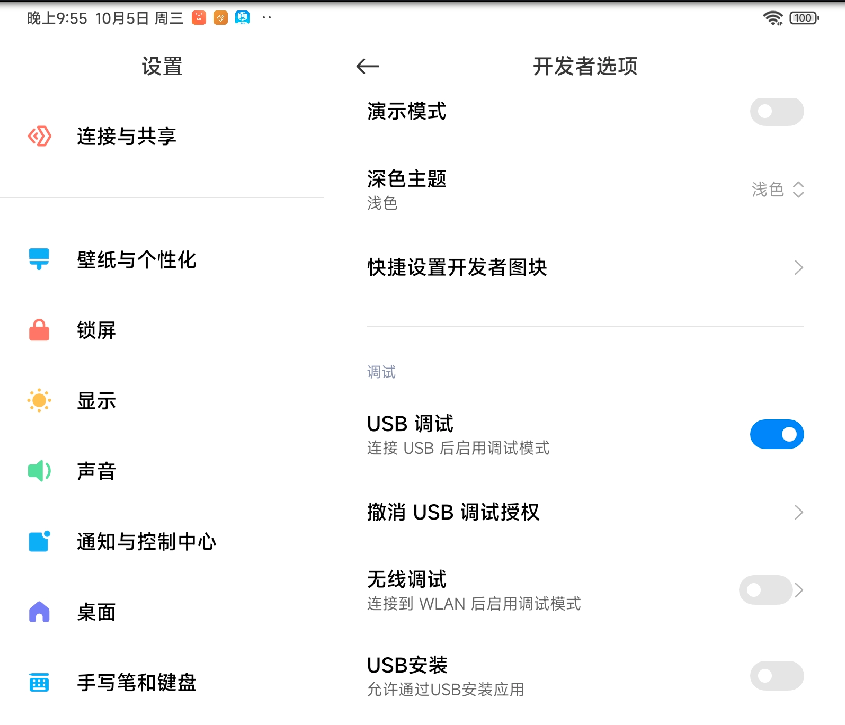 晚上9:55 10月5日 周三
100
设置
连接与共享
壁纸与个性化
锁屏
显示
声音
通知与控制中心
桌面
手写笔和键盘
开发者选项
演示模式
深色主题
浅色
浅色
快捷设置开发者图块
调试
USB 调试
连接 USB 后启用调试模式
撤消 USB 调试授权
无线调试
连接到 WLAN 后启用调试模式
USB安装
允许通过USB安装应用